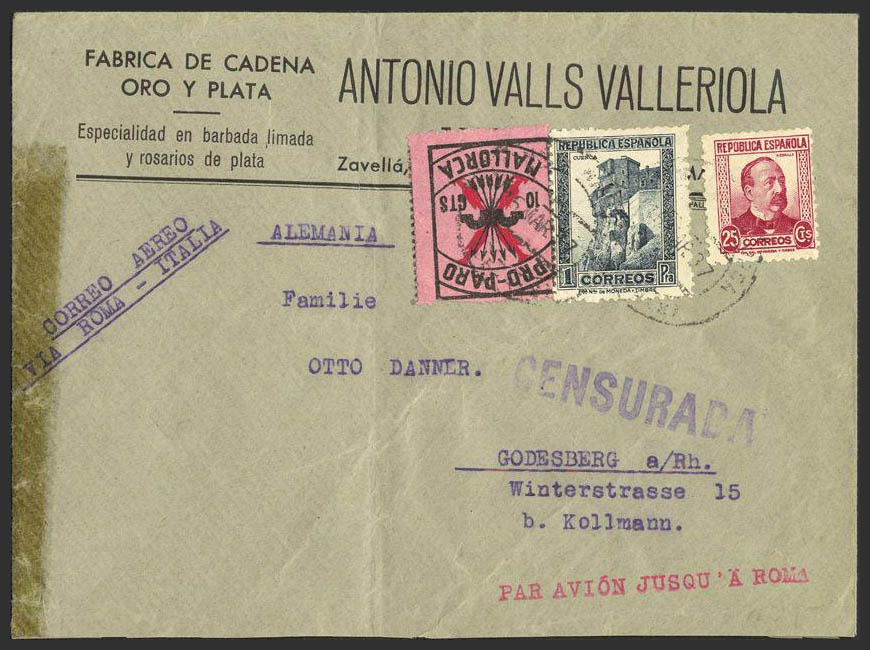 FABRICA DE CADENA
ORO Y PLATA
Especialidad en barbada limada
y rosarios de plata
ANTONIO VALLS VALLERIOLA
Zavellá,
CORREO AEREO
VIA ROMA - ITALIA
ALEMANIA
Familie
OTTO DANNER.
GODESBERG a/Rh.
Winterstrasse 15
b. Kollmann.
CENSURADA
PAR AVIÓN JUSQU'À ROMA
PRO-PARO
10 CTS
MALLORCA
REPUBLICA ESPAÑOLA
CUENCA
1 CORREOS Pta
REPUBLICA ESPAÑOLA
25 CORREOS Cts